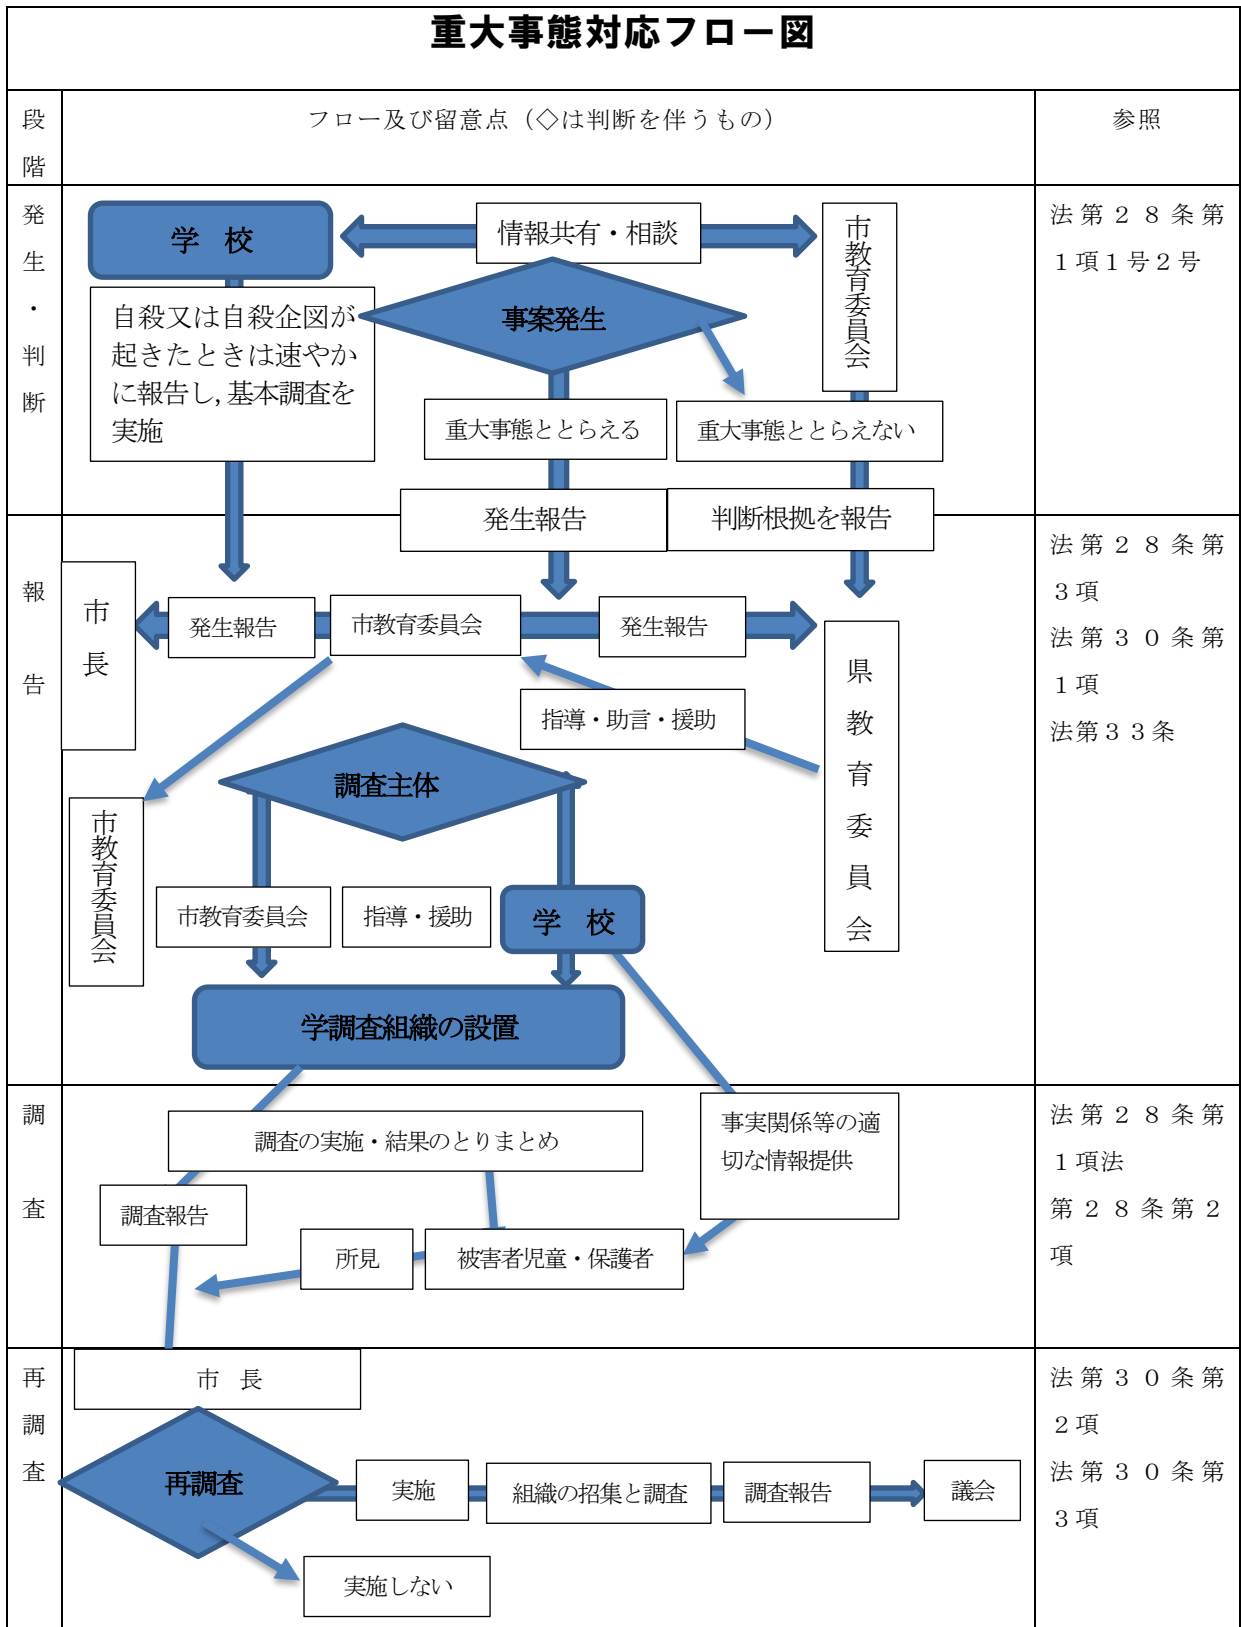 重大事態対応フロー図
段階
フロー及び留意点（◇は判断を伴うもの）
参照
発生・判断
学　校
情報共有・相談
市教育委員会
法第２８条第
１項１号２号
自殺又は自殺企図が
起きたときは速やか
に報告し,基本調査を
実施
事案発生
重大事態ととらえる
重大事態ととらえない
発生報告
判断根拠を報告
報告
市長
発生報告
市教育委員会
発生報告
県教育委員会
法第２８条第
３項
法第３０条第
１項
法第３３条
指導・助言・援助
調査主体
市教育委員会
市教育委員会
指導・援助
学　校
学調査組織の設置
調査
調査の実施・結果のとりまとめ
事実関係等の適
切な情報提供
法第２８条第
１項法
第２８条第２
項
調査報告
所見
被害者児童・保護者
再調査
市　長
法第３０条第
２項
法第３０条第
３項
再調査
実施
組織の招集と調査
調査報告
議会
実施しない